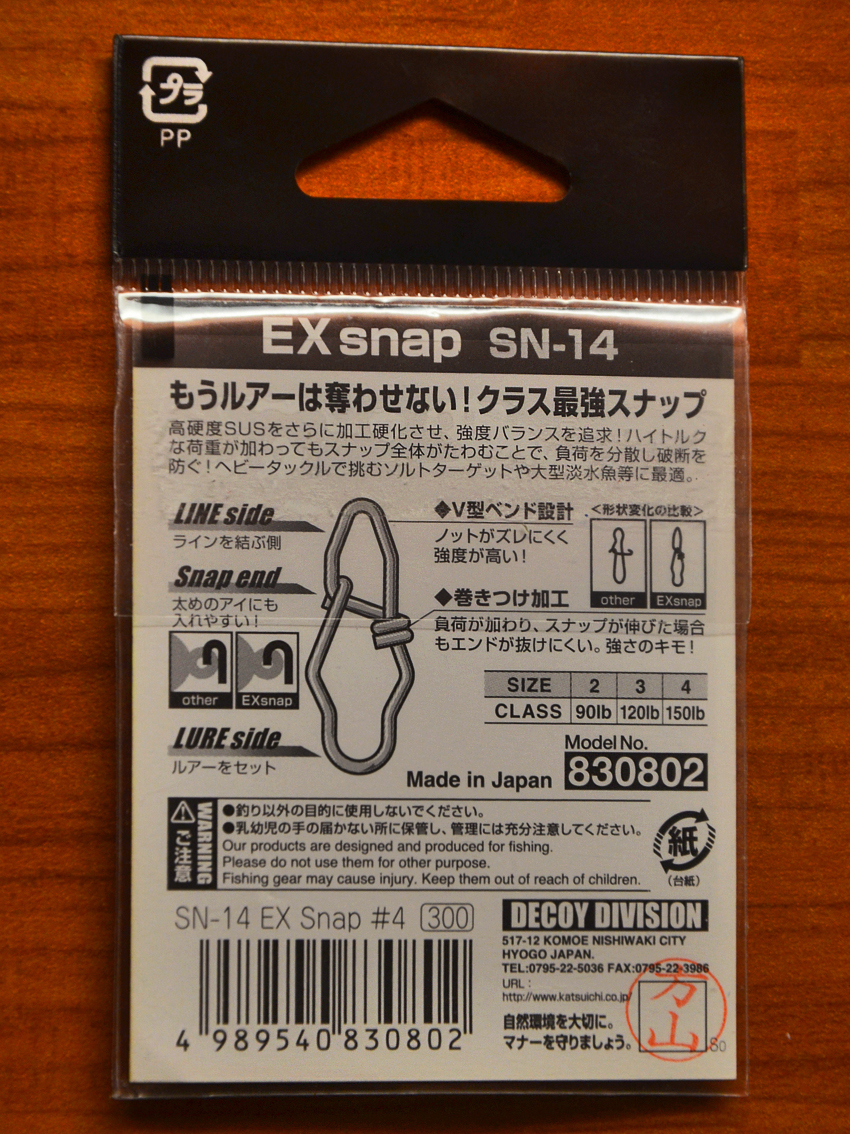 プラ
PP
EX snap SN-14
もうルアーは奪わせない！クラス最強スナップ
高硬度SUSをさらに加工硬化させ、強度バランスを追求！ハイトルク
な荷重が加わってもスナップ全体がたわむことで、負荷を分散し破断を
防ぐ！ヘビータックルで挑むソルトターゲットや大型淡水魚等に最適。
LINE side
ラインを結ぶ側
Snap end
太めのアイにも
入れやすい！
other EXsnap
LURE side
ルアーをセット
◆V型ベンド設計
ノットがズレにくく
強度が高い！
＜形状変化の比較＞
other EXsnap
◆巻きつけ加工
負荷が加わり、スナップが伸びた場合
もエンドが抜けにくい。強さのキモ！
SIZE 2 3 4
CLASS 90lb 120lb 150lb
Made in Japan
Model No.
830802
WARNING
ご注意
●釣り以外の目的に使用しないでください。
●乳幼児の手の届かない所に保管し、管理には充分注意してください。
Our products are designed and produced for fishing.
Please do not use them for other purpose.
Fishing gear may cause injury. Keep them out of reach of children.
紙
（台紙）
SN-14 EX Snap #4 300
4 989540 830802
DECOY DIVISION
517-12 KOMOE NISHIWAKI CITY
HYOGO JAPAN.
TEL:0795-22-5036 FAX:0795-22-3986
URL :
http://www.katsuichi.co.jp/
自然環境を大切に。
マナーを守りましょう。
万山
So